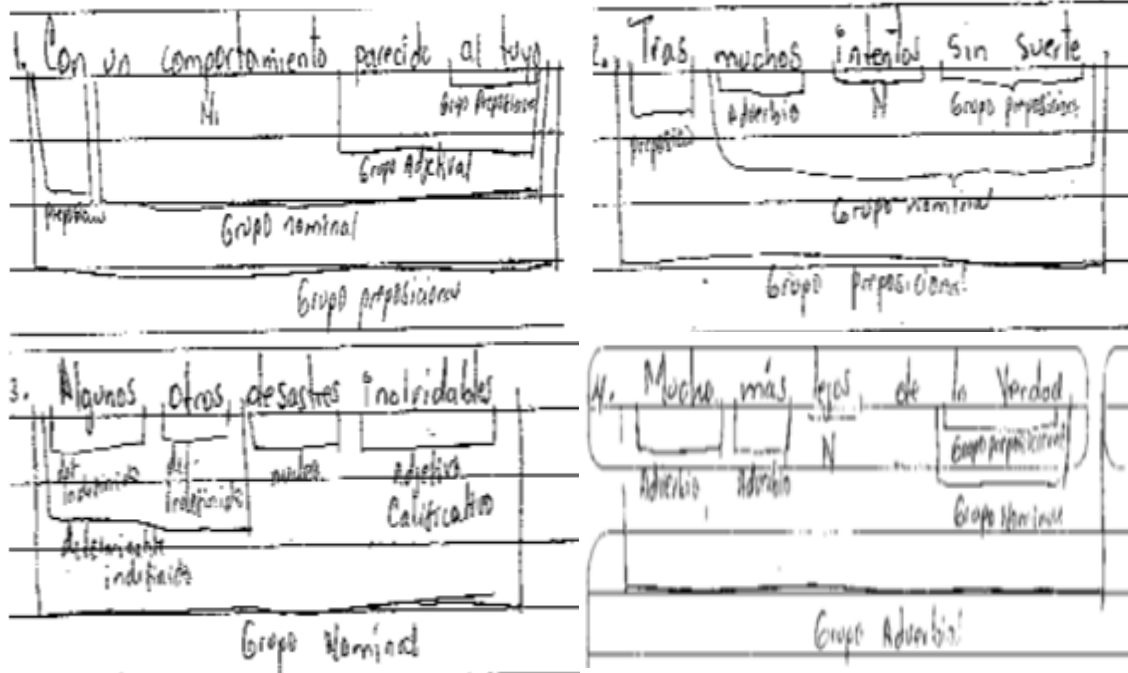 1. Con un comportamiento parecido al tuyo
N.
Grupo preposicional
Grupo Adjetival
preposición
Grupo nominal
Grupo preposicional
2. Tras muchos intentos sin suerte
preposición
Adverbio
N
Grupo preposicional
Grupo nominal
Grupo preposicional
3. Algunos otros desastres inolvidables
det indefinido
det. indefinido
núcleo
Adjetivo
Calificativo
determinante
indefinido
Grupo Nominal
4. Mucho más lejos de la Verdad
Adverbio
Adverbio
N
Grupo preposicional
Grupo Nominal
Grupo Adverbial